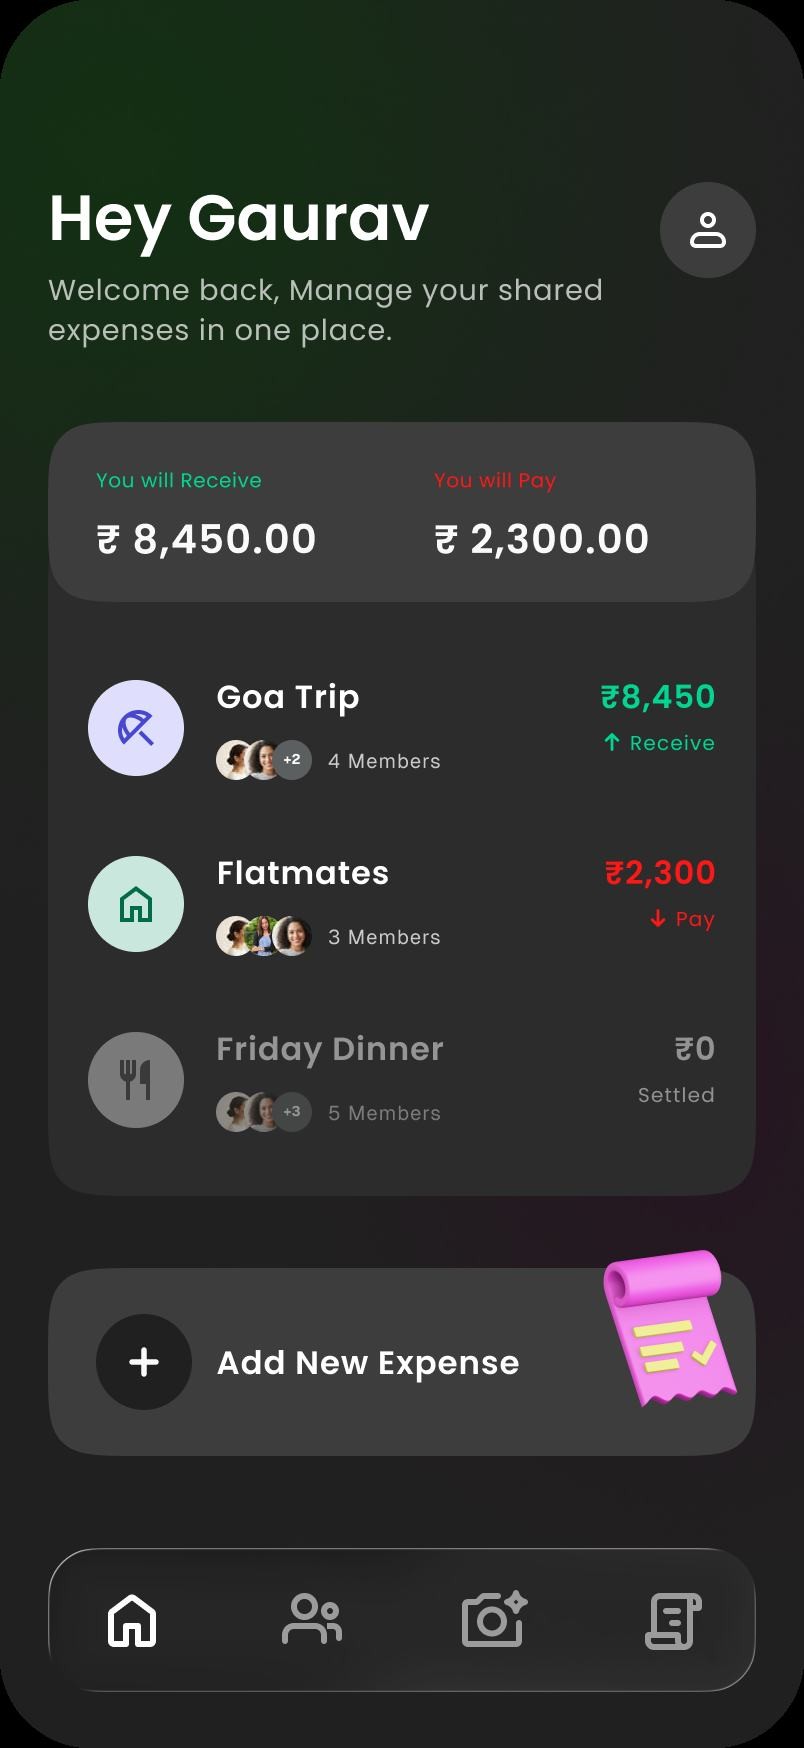 Hey Gaurav
Welcome back, Manage your shared
expenses in one place.
You will Receive
₹ 8,450.00
You will Pay
₹ 2,300.00
Goa Trip
₹8,450
+2
4 Members
↑ Receive
Flatmates
₹2,300
3 Members
↓ Pay
Friday Dinner
₹0
+3
5 Members
Settled
Add New Expense